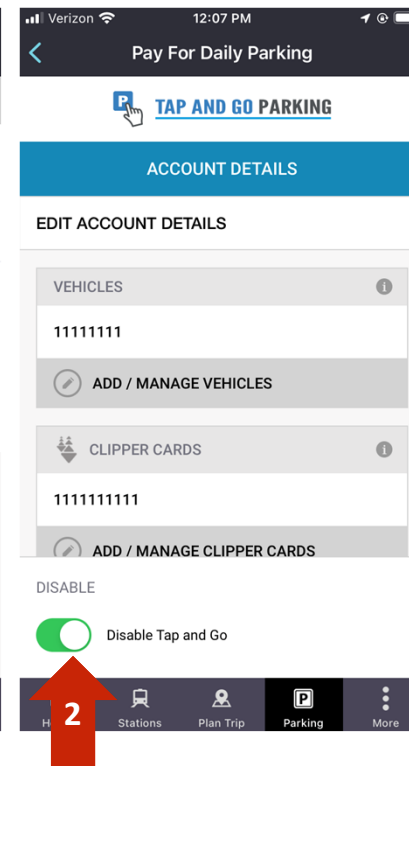 Verizon 12:07 PM
Pay For Daily Parking
P TAP AND GO PARKING
ACCOUNT DETAILS
EDIT ACCOUNT DETAILS
VEHICLES i
11111111
ADD / MANAGE VEHICLES
CLIPPER CARDS i
1111111111
ADD / MANAGE CLIPPER CARDS
DISABLE
Disable Tap and Go
2
P
Stations Plan Trip Parking More